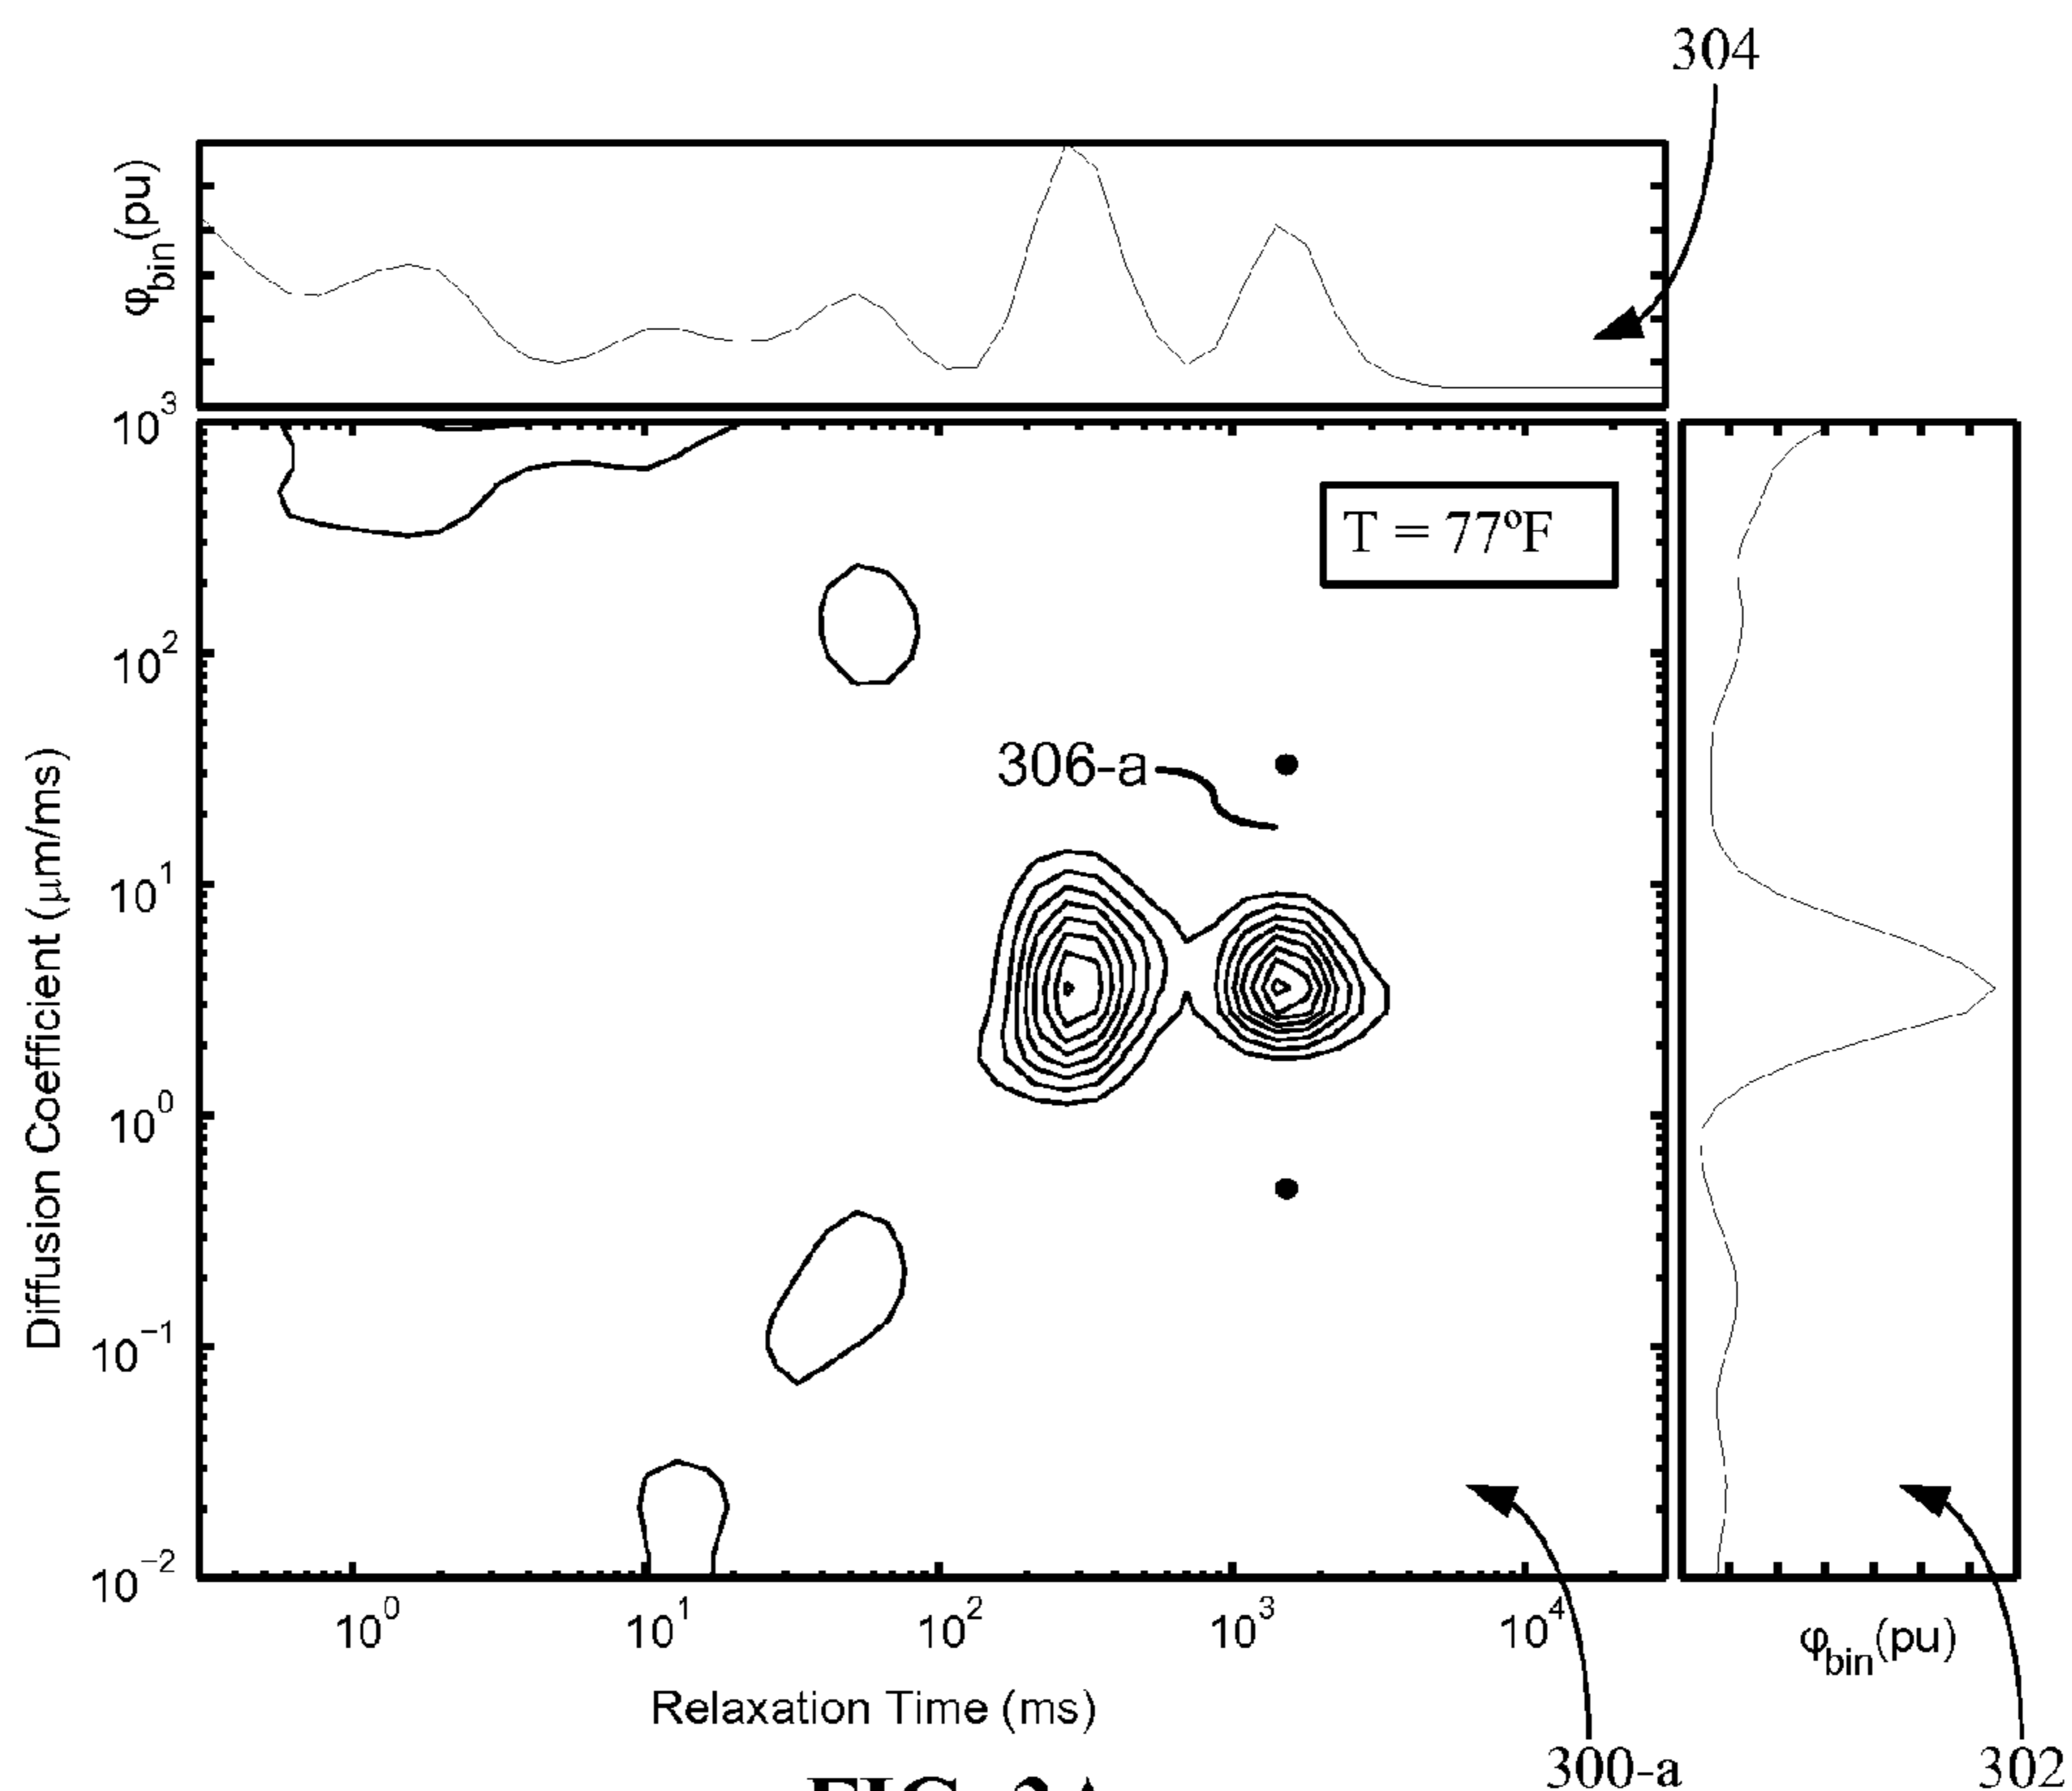 304
φbin(pu)
10³
T = 77ºF
10²
306-a
10¹
10⁰
10⁻¹
10⁻²
Diffusion Coefficient (μm/ms)
10⁰ 10¹ 10² 10³ 10⁴
φbin(pu)
Relaxation Time (ms)
300-a
302